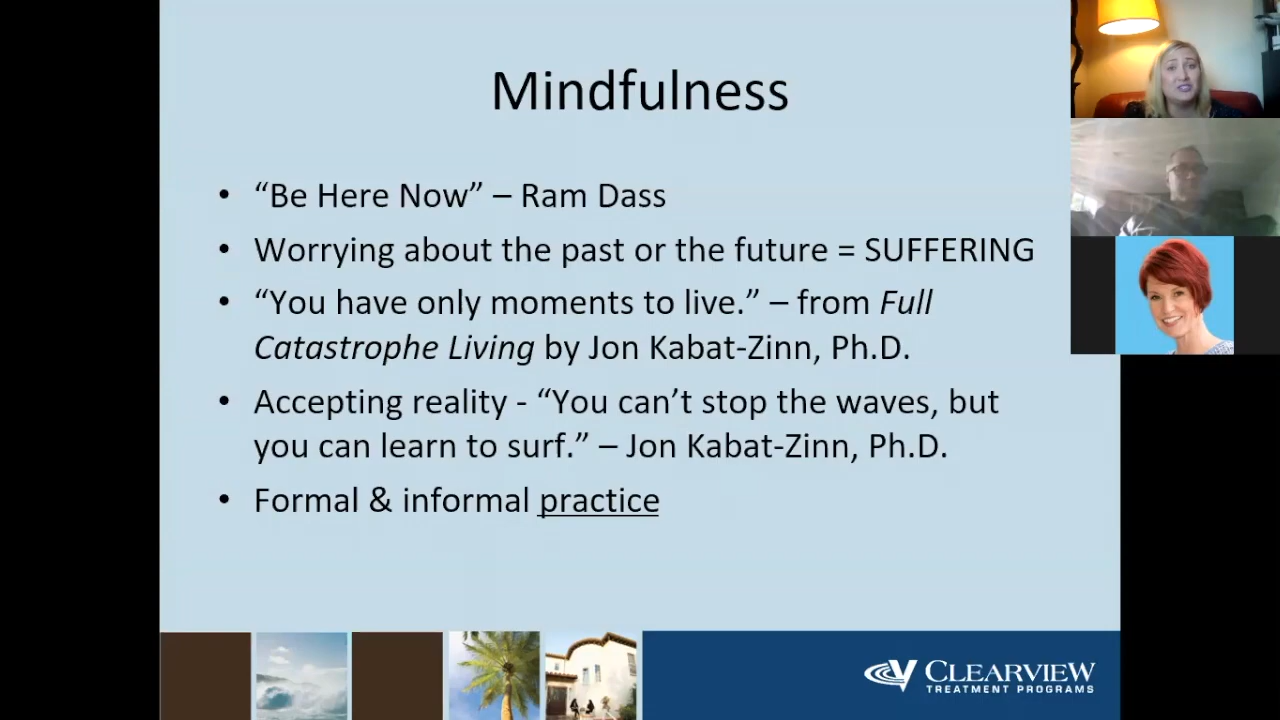 Mindfulness
• “Be Here Now” – Ram Dass
• Worrying about the past or the future = SUFFERING
• “You have only moments to live.” – from Full
Catastrophe Living by Jon Kabat-Zinn, Ph.D.
• Accepting reality - “You can’t stop the waves, but
you can learn to surf.” – Jon Kabat-Zinn, Ph.D.
• Formal & informal practice
CV CLEARVIEW
TREATMENT PROGRAMS